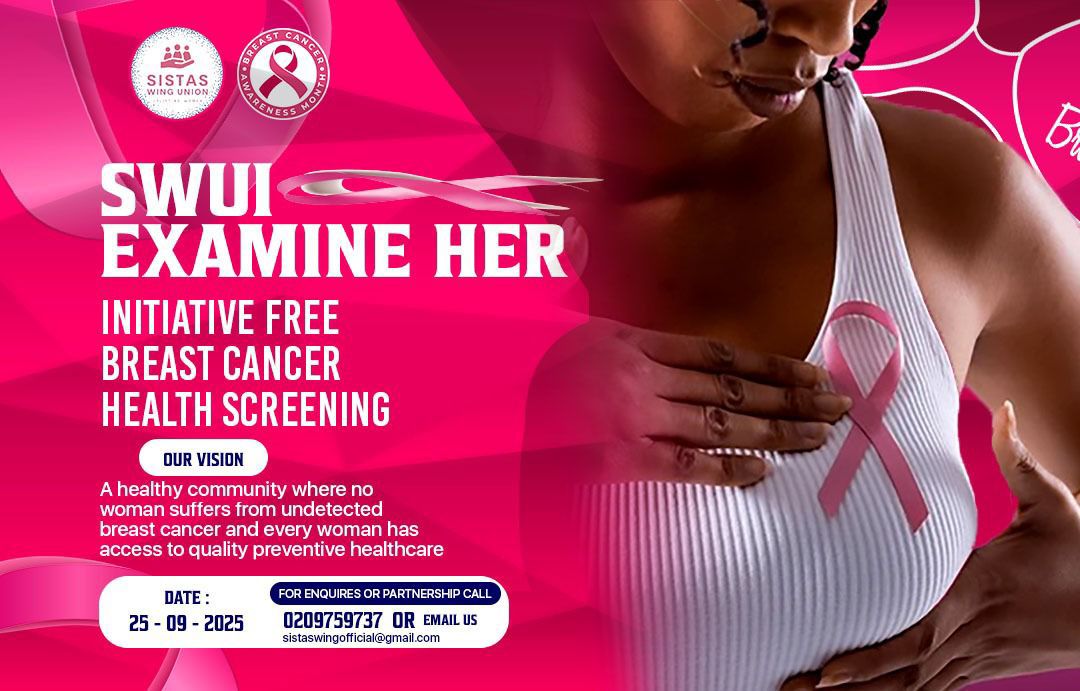 SISTAS
WING UNION
BREAST CANCER
AWARENESS MONTH
SWUI
EXAMINE HER
INITIATIVE FREE
BREAST CANCER
HEALTH SCREENING
OUR VISION
A healthy community where no
woman suffers from undetected
breast cancer and every woman has
access to quality preventive healthcare
DATE :
25 - 09 - 2025
FOR ENQUIRES OR PARTNERSHIP CALL
0209759737 OR EMAIL US
sistaswingofficial@gmail.com